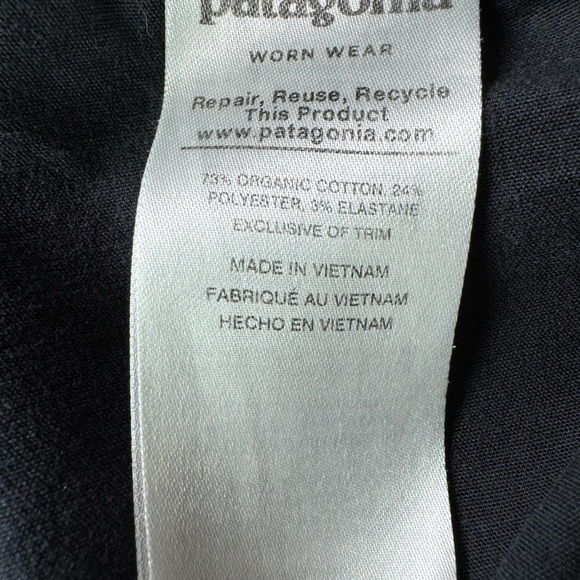 patagonia
WORN WEAR
Repair, Reuse, Recycle
This Product
www.patagonia.com
73% ORGANIC COTTON, 24%
POLYESTER, 3% ELASTANE
EXCLUSIVE OF TRIM
MADE IN VIETNAM
FABRIQUÉ AU VIETNAM
HECHO EN VIETNAM